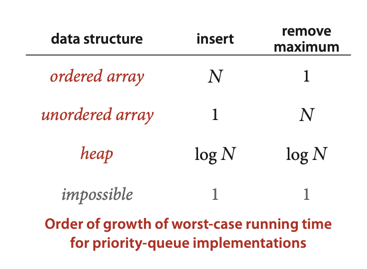 data structure insert remove maximum
ordered array N 1
unordered array 1 N
heap log N log N
impossible 1 1
Order of growth of worst-case running time
for priority-queue implementations